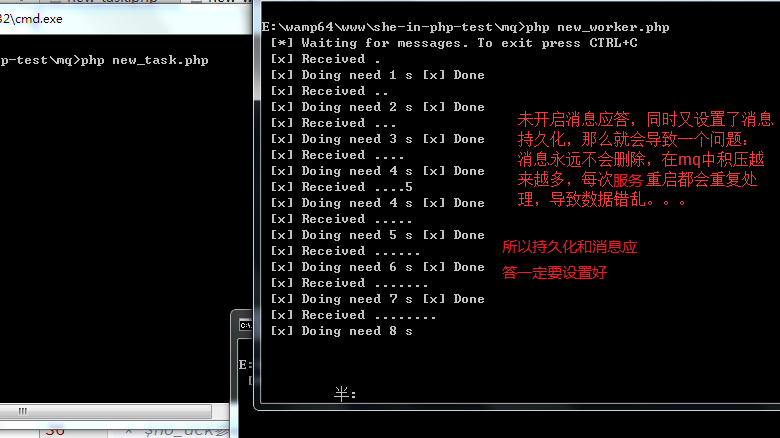 32\cmd.exe
p-test\mq>php new_task.php
E:\wamp64\www\she-in-php-test\mq>php new_worker.php
[*] Waiting for messages. To exit press CTRL+C
[x] Received .
[x] Doing need 1 s [x] Done
[x] Received ..
[x] Doing need 2 s [x] Done
[x] Received ...
[x] Doing need 3 s [x] Done
[x] Received ....
[x] Doing need 4 s [x] Done
[x] Received ....5
[x] Doing need 4 s [x] Done
[x] Received .....
[x] Doing need 5 s [x] Done
[x] Received ......
[x] Doing need 6 s [x] Done
[x] Received .......
[x] Doing need 7 s [x] Done
[x] Received ........
[x] Doing need 8 s
未开启消息应答，同时又设置了消息
持久化，那么就会导致一个问题：
消息永远不会删除，在mq中积压越
来越多，每次服务重启都会重复处
理，导致数据错乱。。。
所以持久化和消息应
答一定要设置好
半：
E: